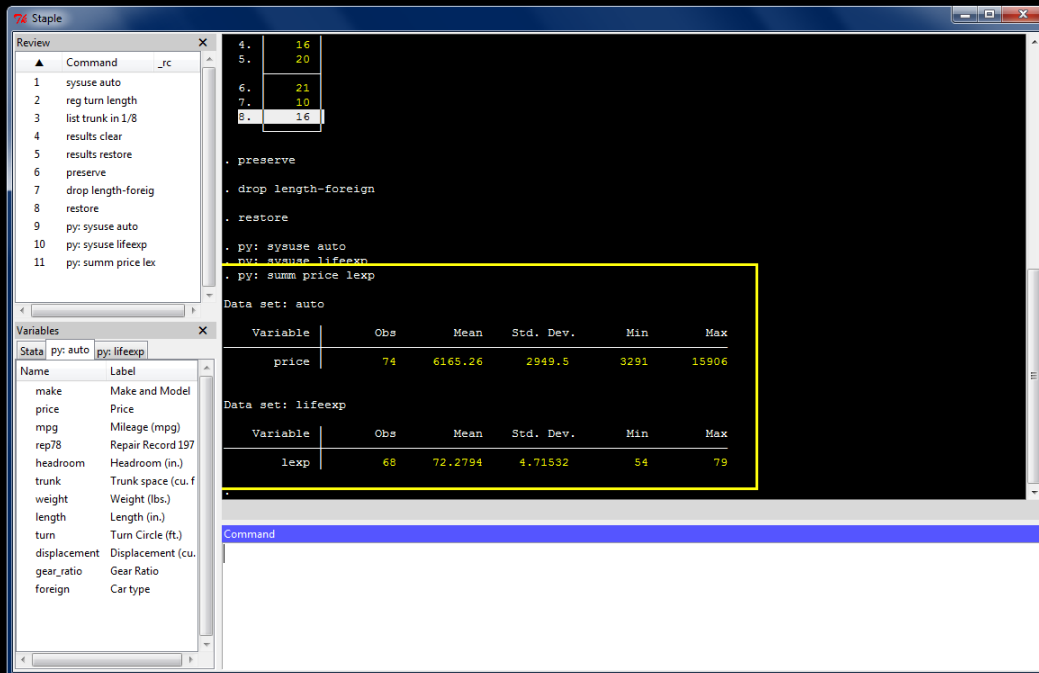 Staple
Review
Command _rc
1 sysuse auto
2 reg turn length
3 list trunk in 1/8
4 results clear
5 results restore
6 preserve
7 drop length-foreig
8 restore
9 py: sysuse auto
10 py: sysuse lifeexp
11 py: summ price lex
Variables
Stata py: auto py: lifeexp
Name Label
make Make and Model
price Price
mpg Mileage (mpg)
rep78 Repair Record 197
headroom Headroom (in.)
trunk Trunk space (cu. f
weight Weight (lbs.)
length Length (in.)
turn Turn Circle (ft.)
displacement Displacement (cu.
gear_ratio Gear Ratio
foreign Car type
4. 16
5. 20
6. 21
7. 10
8. 16
. preserve
. drop length-foreign
. restore
. py: sysuse auto
. py: sysuse lifeexp
. py: summ price lexp
Data set: auto
Variable Obs Mean Std. Dev. Min Max
price 74 6165.26 2949.5 3291 15906
Data set: lifeexp
Variable Obs Mean Std. Dev. Min Max
lexp 68 72.2794 4.71532 54 79
.
Command